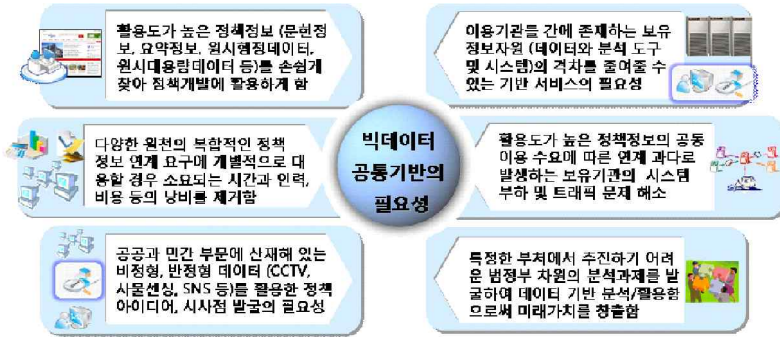 활용도가 높은 정책정보 (문헌정
보, 요약정보, 원시행정데이터,
원시대용량데이터 등)를 손쉽게
찾아 정책개발에 활용하게 함
이용기관들 간에 존재하는 보유
정보자원 (데이터와 분석 도구
및 시스템)의 격차를 줄여줄 수
있는 기반 서비스의 필요성
다양한 원천의 복합적인 정책
정보 연계 요구에 개별적으로 대
응할 경우 소요되는 시간과 인력,
비용 등의 낭비를 제거함
빅데이터
공통기반의
필요성
활용도가 높은 정책정보의 공동
이용 수요에 따른 연계 과다로
발생하는 보유기관의 시스템
부하 및 트래픽 문제 해소
공공과 민간 부문에 산재해 있는
비정형, 반정형 데이터 (CCTV,
사물센싱, SNS 등)를 활용한 정책
아이디어, 시사점 발굴의 필요성
특정한 부처에서 추진하기 어려
운 범정부 차원의 분석과제를 발
굴하여 데이터 기반 분석/활용함
으로써 미래가치를 창출함